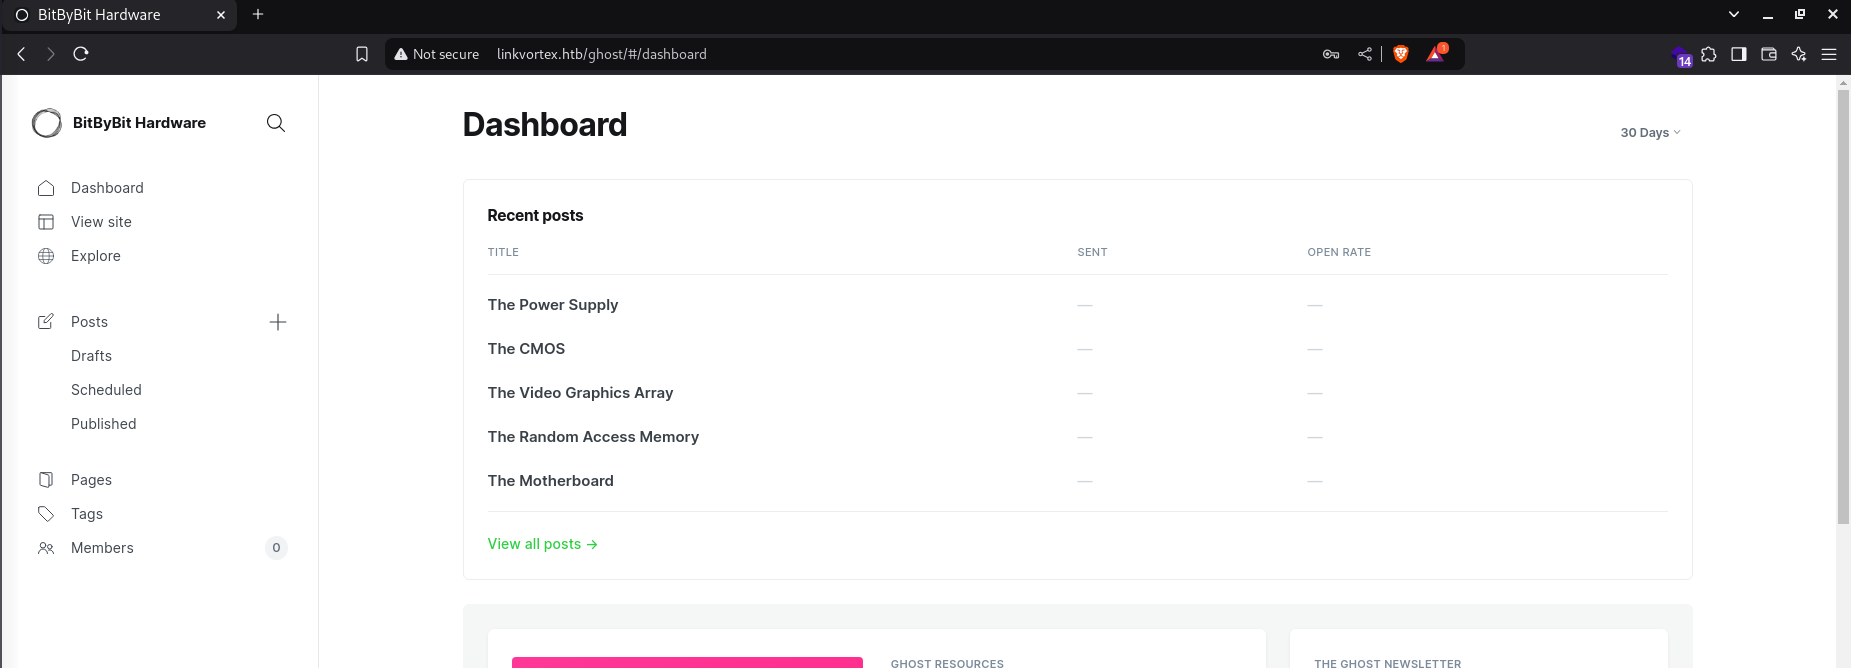 BitByBit Hardware
Not secure linkvortex.htb/ghost/#/dashboard
1
14
BitByBit Hardware
Dashboard
View site
Explore
Posts
Drafts
Scheduled
Published
Pages
Tags
Members 0
Dashboard
30 Days
Recent posts
TITLE SENT OPEN RATE
The Power Supply — —
The CMOS — —
The Video Graphics Array — —
The Random Access Memory — —
The Motherboard — —
View all posts →
GHOST RESOURCES
THE GHOST NEWSLETTER